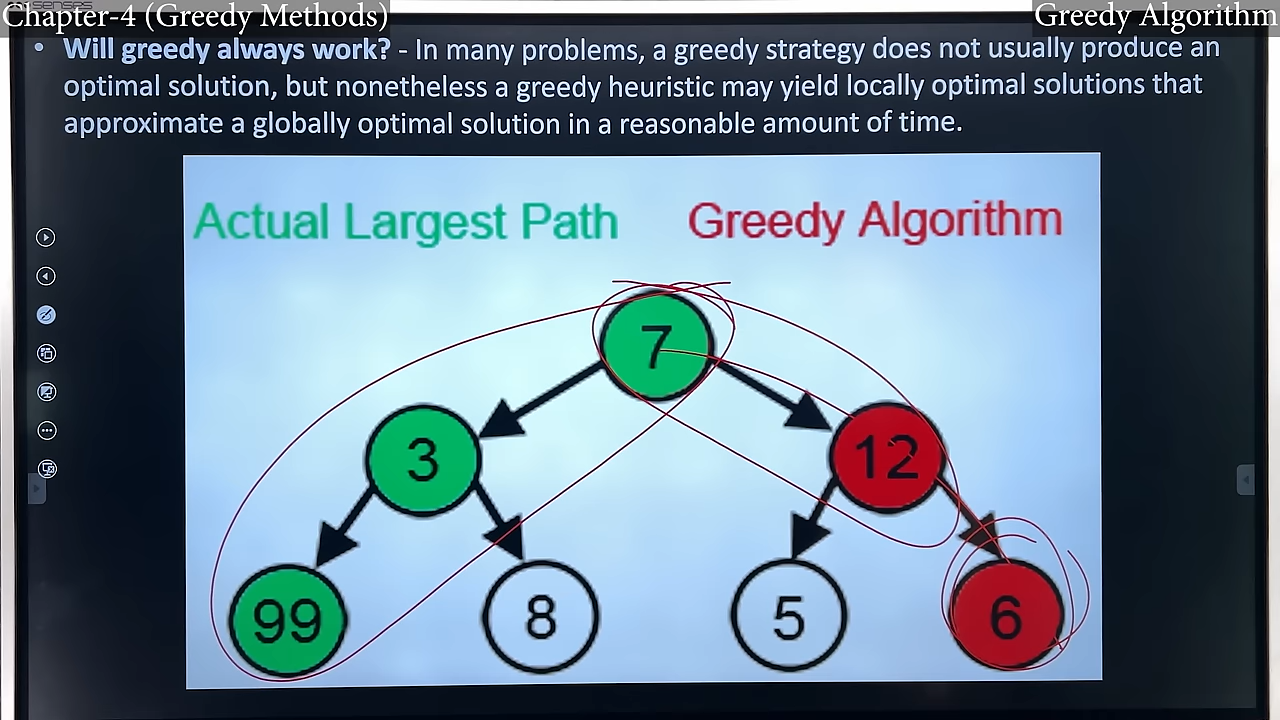 Chapter-4 (Greedy Methods)
Greedy Algorithm
• Will greedy always work? - In many problems, a greedy strategy does not usually produce an
optimal solution, but nonetheless a greedy heuristic may yield locally optimal solutions that
approximate a globally optimal solution in a reasonable amount of time.
Actual Largest Path
Greedy Algorithm
7
3
12
99
8
5
6